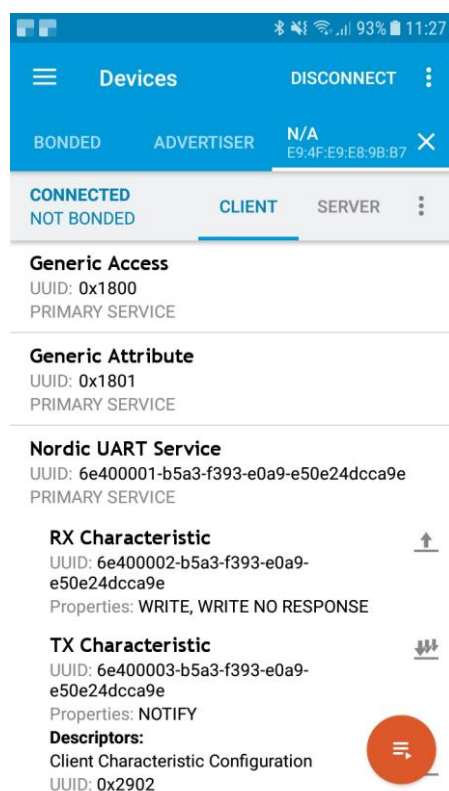 93% 11:27
Devices DISCONNECT
BONDED ADVERTISER N/A
E9:4F:E9:E8:9B:B7
CONNECTED
NOT BONDED CLIENT SERVER
Generic Access
UUID: 0x1800
PRIMARY SERVICE
Generic Attribute
UUID: 0x1801
PRIMARY SERVICE
Nordic UART Service
UUID: 6e400001-b5a3-f393-e0a9-e50e24dcca9e
PRIMARY SERVICE
RX Characteristic
UUID: 6e400002-b5a3-f393-e0a9-
e50e24dcca9e
Properties: WRITE, WRITE NO RESPONSE
TX Characteristic
UUID: 6e400003-b5a3-f393-e0a9-
e50e24dcca9e
Properties: NOTIFY
Descriptors:
Client Characteristic Configuration
UUID: 0x2902